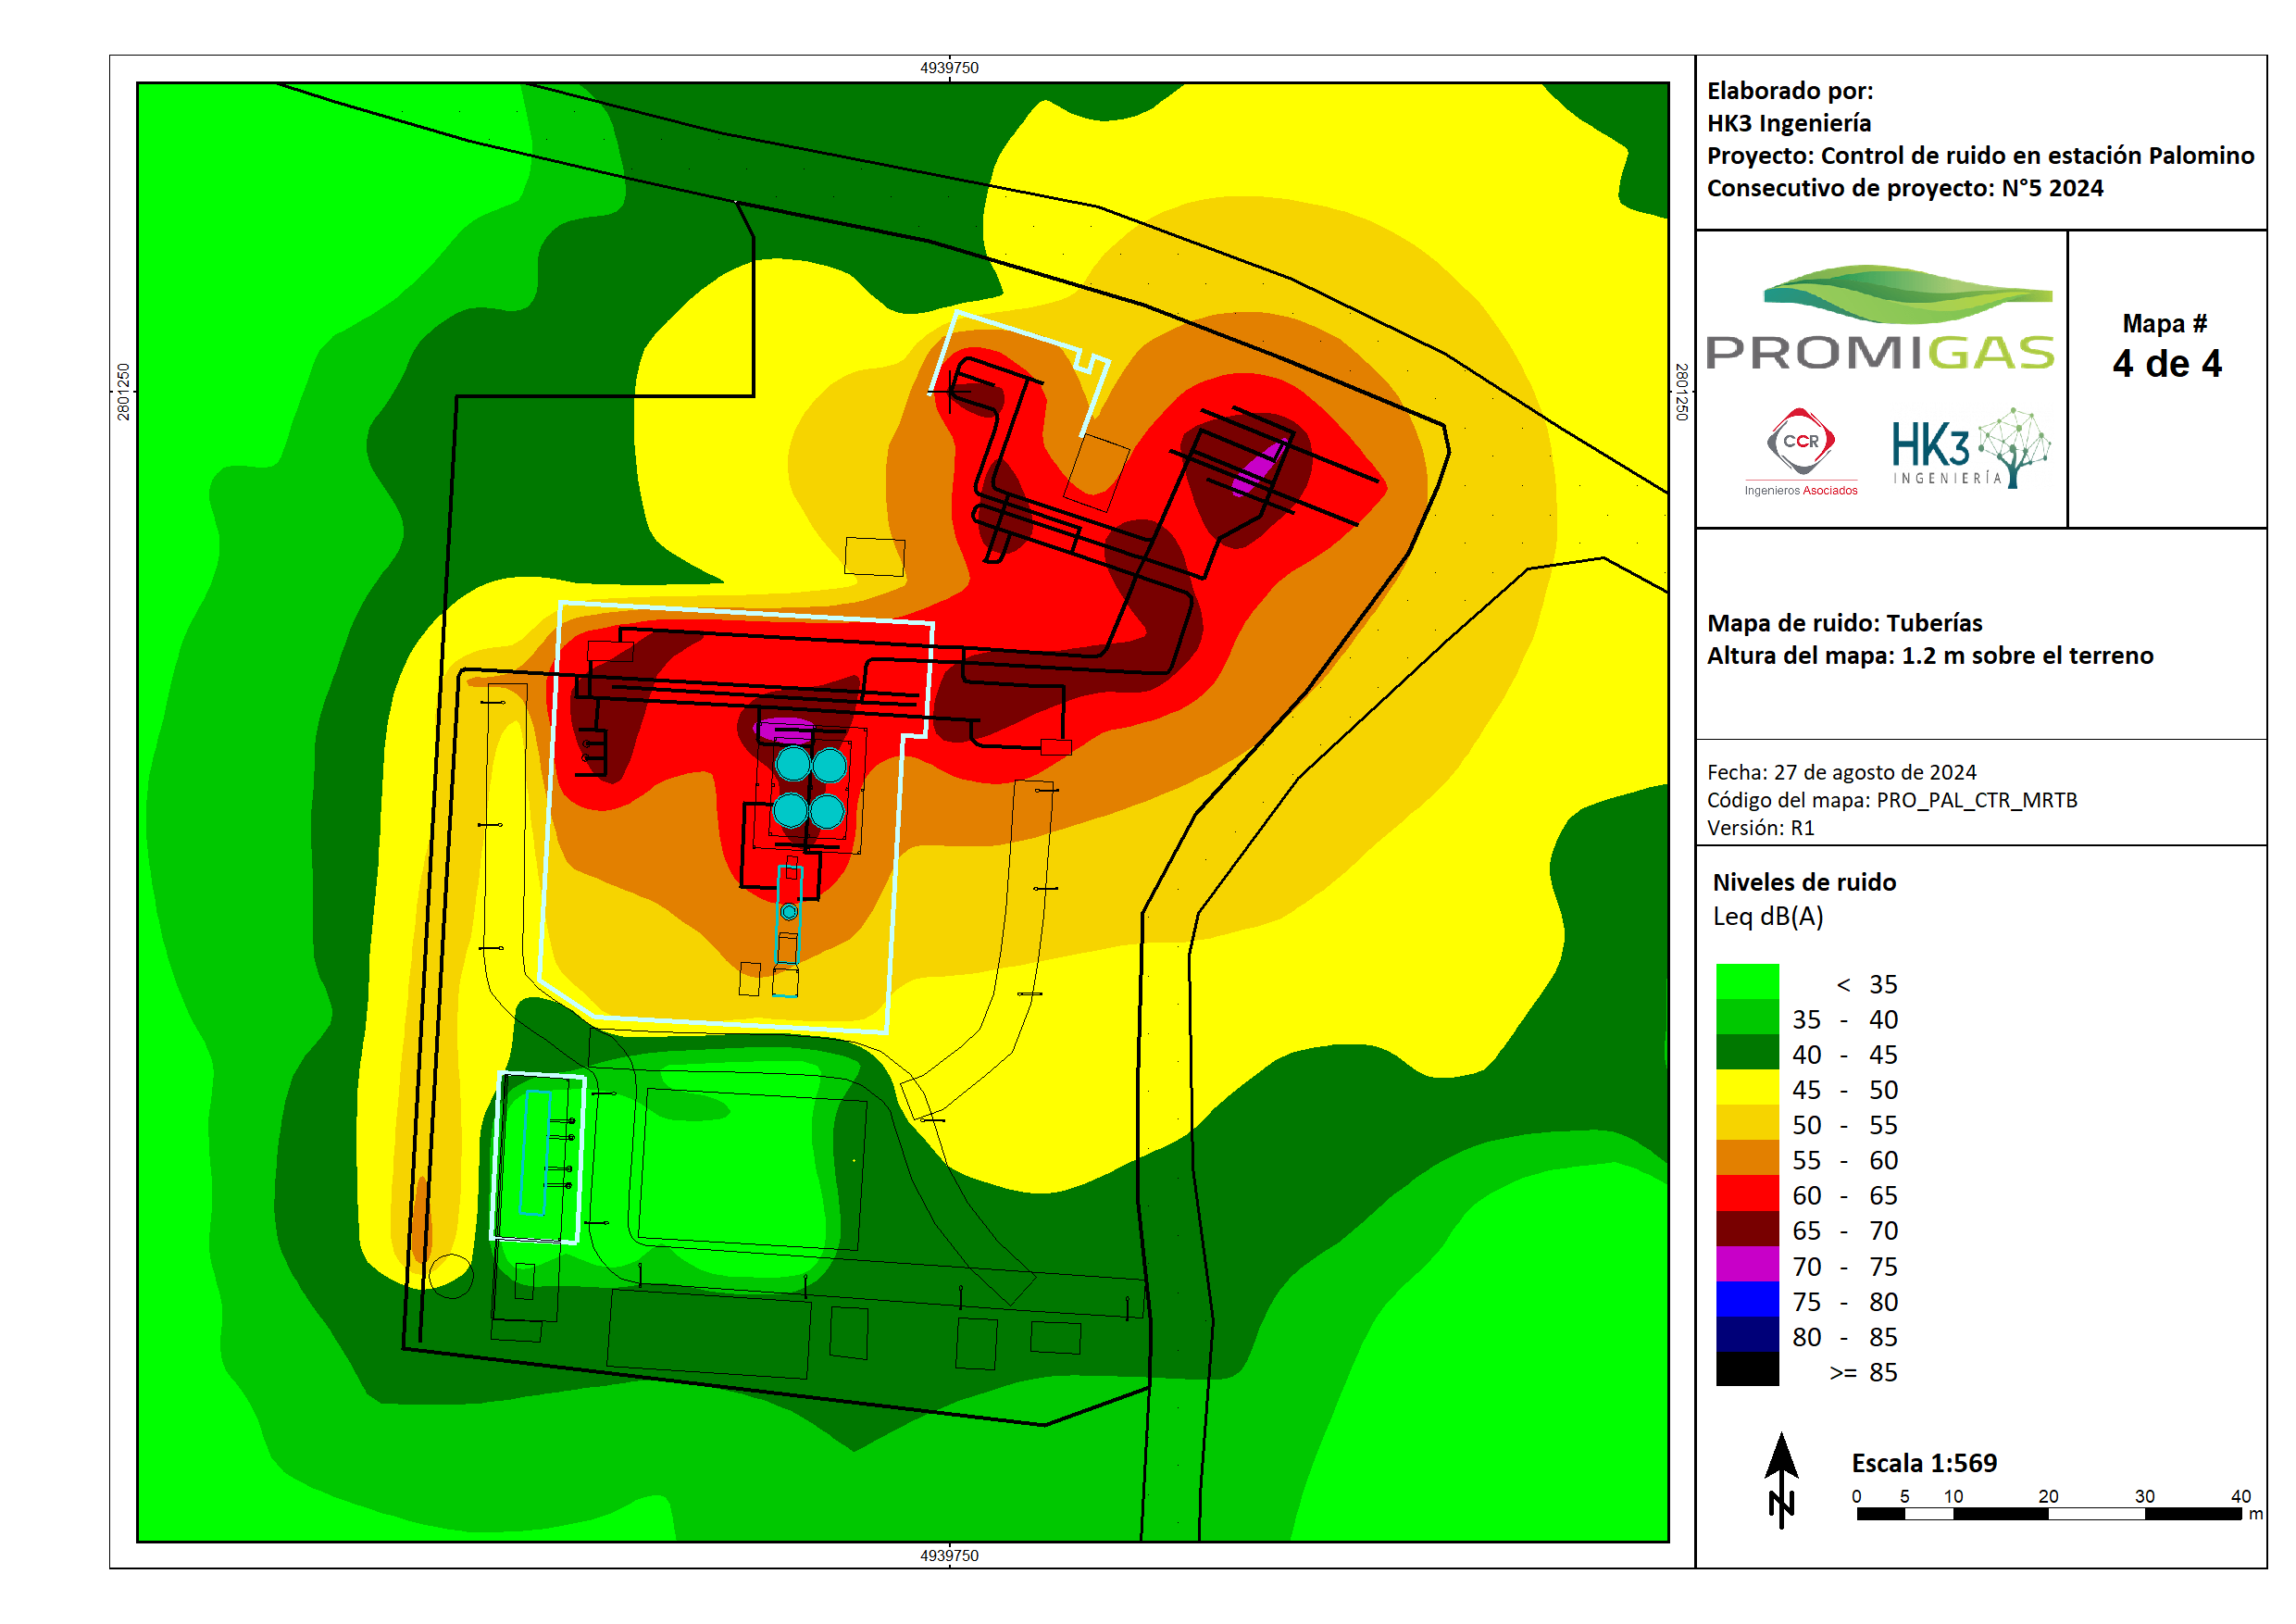 4939750
2801250
2801250
4939750
Elaborado por:
HK3 Ingeniería
Proyecto: Control de ruido en estación Palomino
Consecutivo de proyecto: N°5 2024
PROMIGAS
CCR
Ingenieros Asociados
HK3
INGENIERÍA
Mapa #
4 de 4
Mapa de ruido: Tuberías
Altura del mapa: 1.2 m sobre el terreno
Fecha: 27 de agosto de 2024
Código del mapa: PRO_PAL_CTR_MRTB
Versión: R1
Niveles de ruido
Leq dB(A)
< 35
35 - 40
40 - 45
45 - 50
50 - 55
55 - 60
60 - 65
65 - 70
70 - 75
75 - 80
80 - 85
>= 85
N
Escala 1:569
0 5 10 20 30 40
m